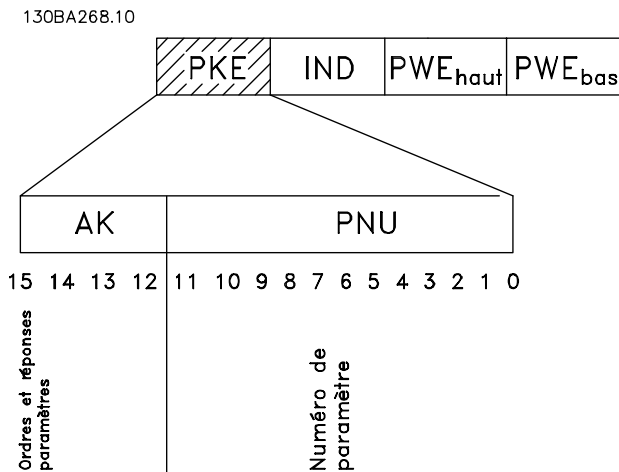 130BA268.10
PKE IND PWEhaut PWEbas
AK PNU
15 14 13 12 11 10 9 8 7 6 5 4 3 2 1 0
Ordres et réponses
paramètres
Numéro de
paramètre